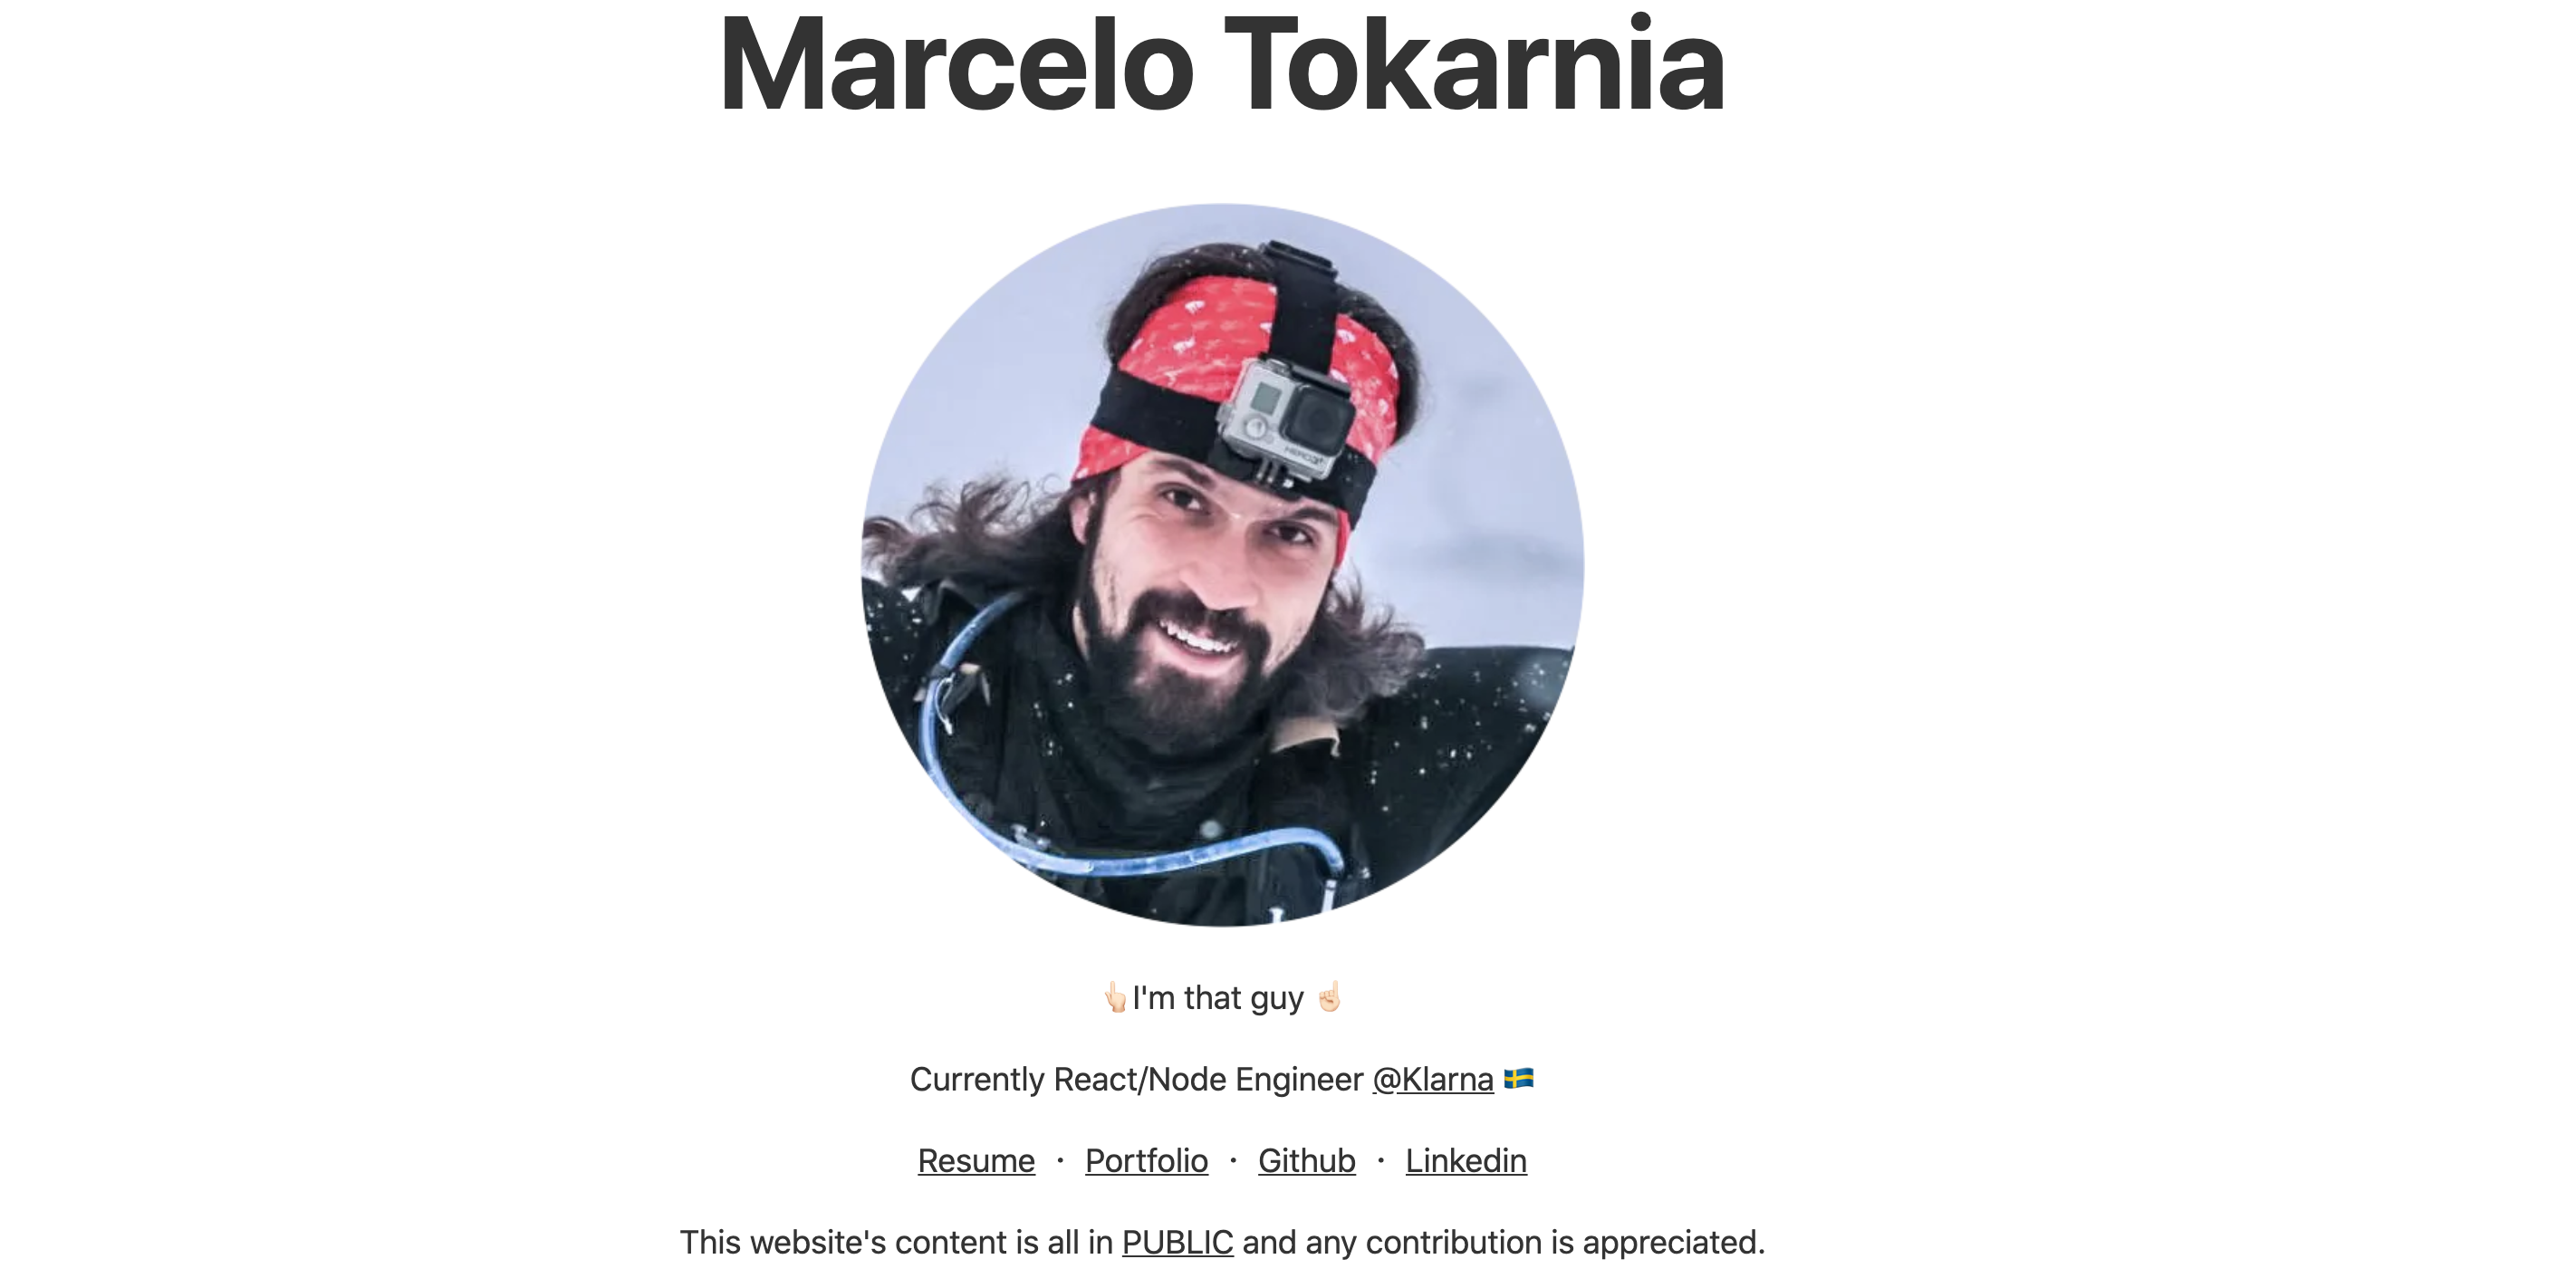 Marcelo Tokarnia
HERO3+
👆🏻I'm that guy ☝🏻
Currently React/Node Engineer @Klarna 🇸🇪
Resume · Portfolio · Github · Linkedin
This website's content is all in PUBLIC and any contribution is appreciated.